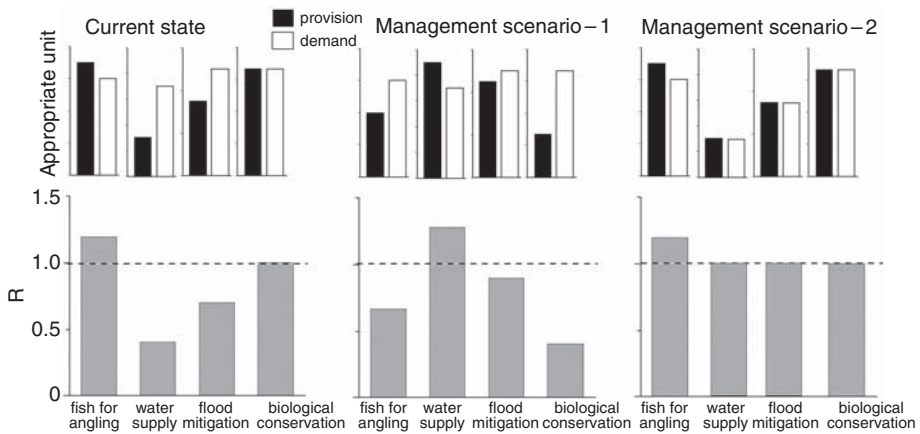 Current state
provision
demand
Management scenario–1
Management scenario–2
Appropriate unit
R
1.5
1.0
0.5
0
fish for
angling
water
supply
flood
mitigation
biological
conservation
fish for
angling
water
supply
flood
mitigation
biological
conservation
fish for
angling
water
supply
flood
mitigation
biological
conservation